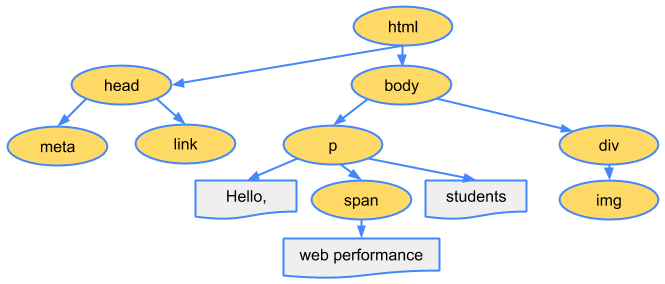 html
head
body
meta
link
p
div
Hello,
span
students
img
web performance